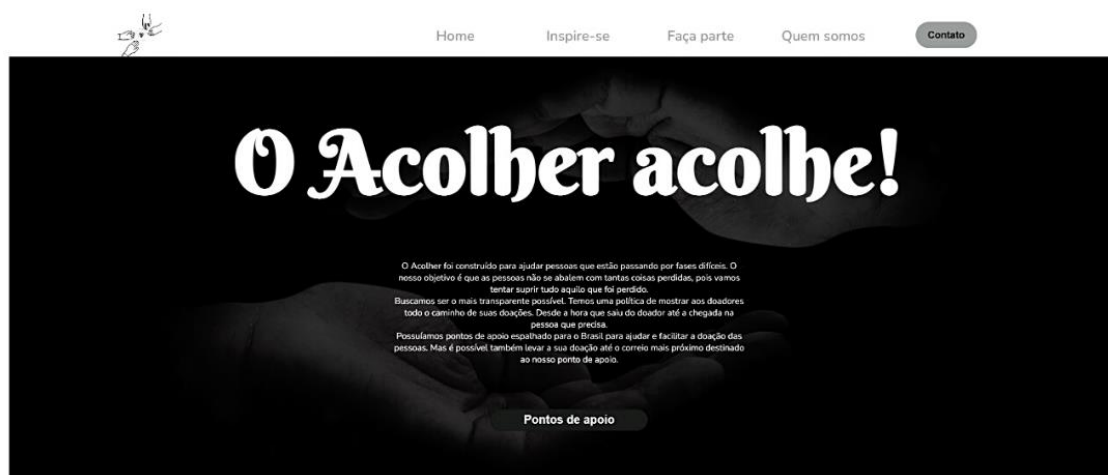 Home
Inspire-se
Faça parte
Quem somos
Contato
O Acolher acolhe!
O Acolher foi construído para ajudar pessoas que estão passando por fases difíceis. O
nosso objetivo é que as pessoas não se abalem com tantas coisas perdidas, pois vamos
tentar suprir tudo aquilo que foi perdido.
Buscamos ser o mais transparente possível. Temos uma política de mostrar aos doadores
todo o caminho de suas doações. Desde a hora que saiu do doador até a chegada na
pessoa que precisa.
Possuíamos pontos de apoio espalhado para o Brasil para ajudar e facilitar a doação das
pessoas. Mas é possível também levar a sua doação até o correio mais próximo destinado
ao nosso ponto de apoio.
Pontos de apoio